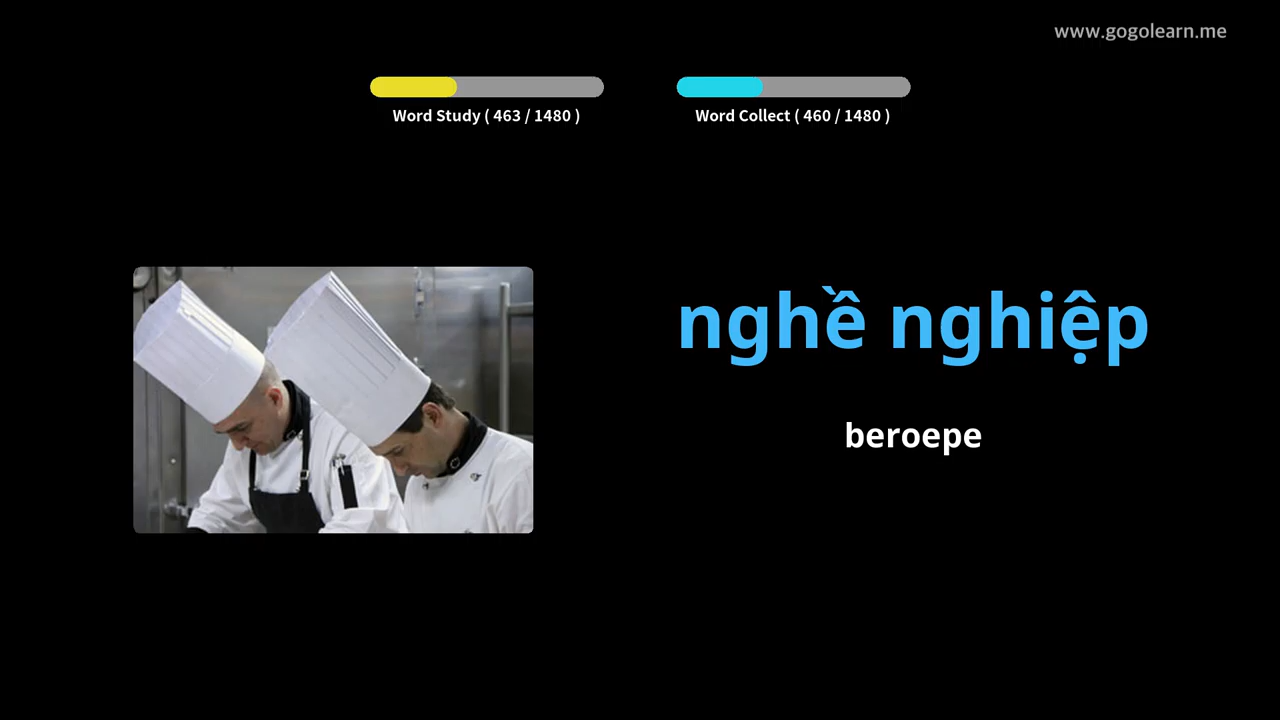 www.gogolearn.me
Word Study ( 463 / 1480 )
Word Collect ( 460 / 1480 )
nghề nghiệp
beroepe